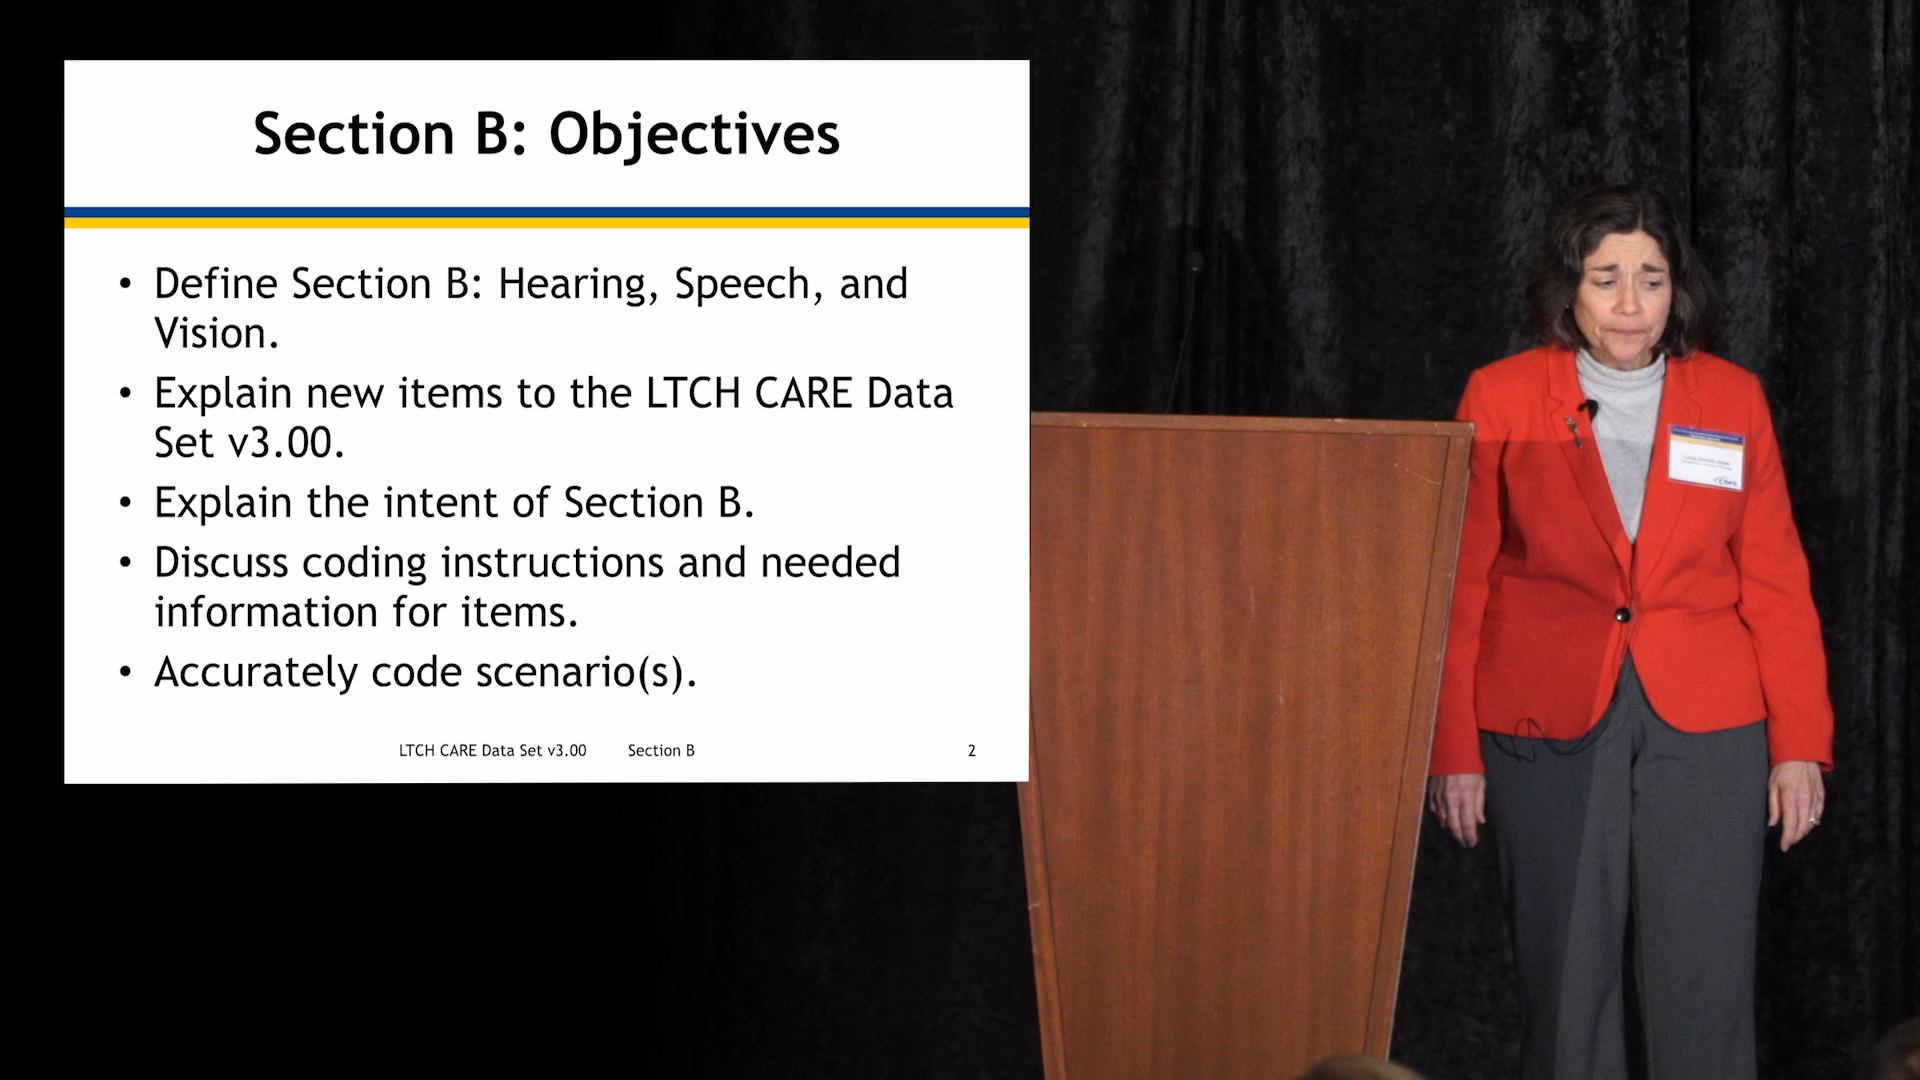 Section B: Objectives
• Define Section B: Hearing, Speech, and
Vision.
• Explain new items to the LTCH CARE Data
Set v3.00.
• Explain the intent of Section B.
• Discuss coding instructions and needed
information for items.
• Accurately code scenario(s).
LTCH CARE Data Set v3.00 Section B 2
CMS